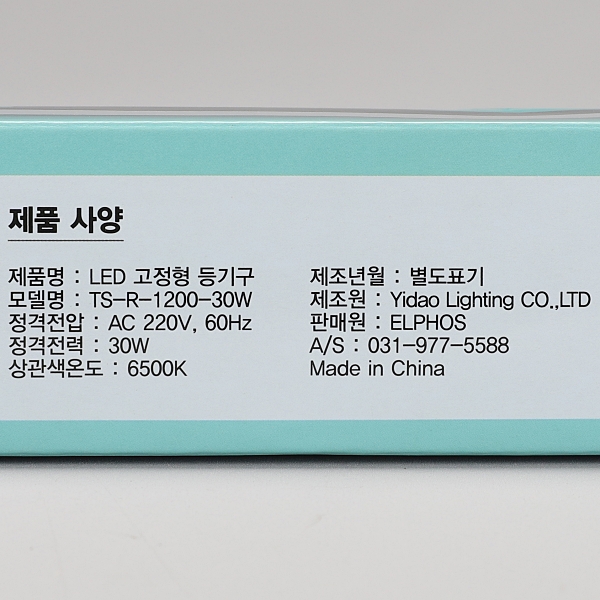 제품 사양
제품명 : LED 고정형 등기구
모델명 : TS-R-1200-30W
정격전압 : AC 220V, 60Hz
정격전력 : 30W
상관색온도 : 6500K
제조년월 : 별도표기
제조원 : Yidao Lighting CO.,LTD
판매원 : ELPHOS
A/S : 031-977-5588
Made in China